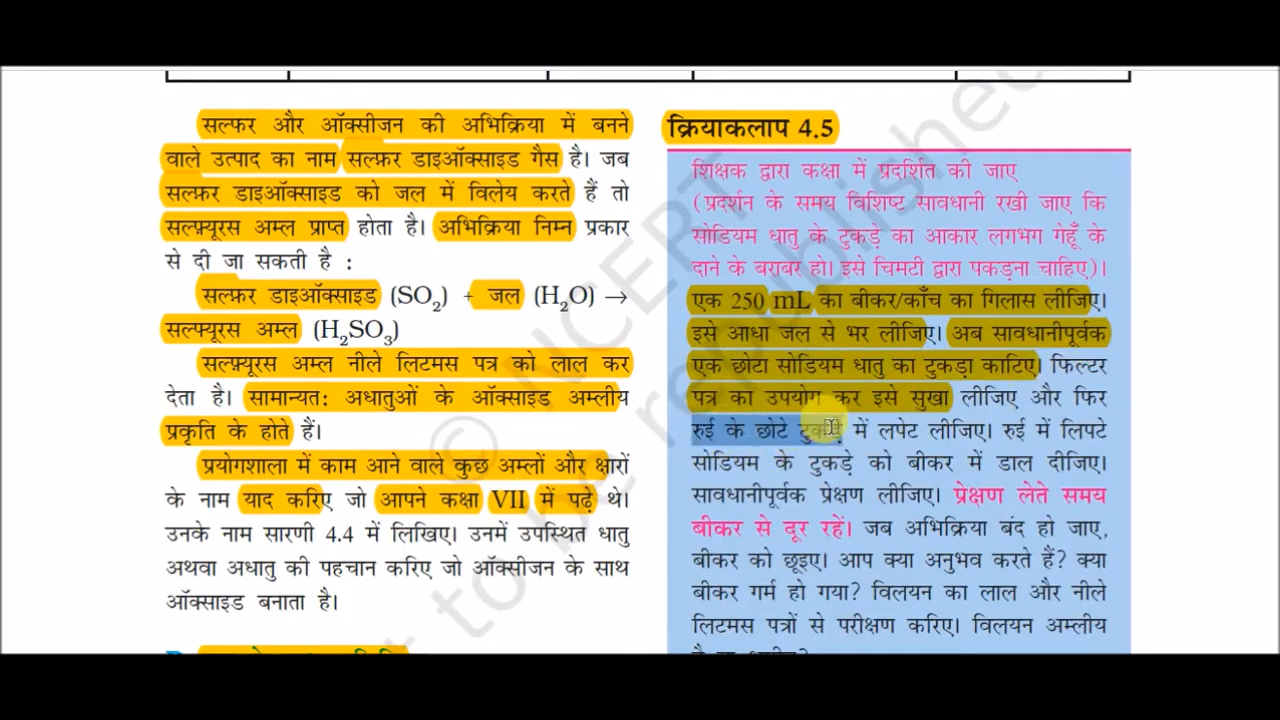 सल्फर और ऑक्सीजन की अभिक्रिया में बनने
वाले उत्पाद का नाम सल्फ़र डाइऑक्साइड गैस है। जब
सल्फ़र डाइऑक्साइड को जल में विलेय करते हैं तो
सल्फ्यूरस अम्ल प्राप्त होता है। अभिक्रिया निम्न प्रकार
से दी जा सकती है :
सल्फ़र डाइऑक्साइड (SO₂) + जल (H₂O) →
सल्फ्यूरस अम्ल (H₂SO₃)
सल्फ़्यूरस अम्ल नीले लिटमस पत्र को लाल कर
देता है। सामान्यत: अधातुओं के ऑक्साइड अम्लीय
प्रकृति के होते हैं।
प्रयोगशाला में काम आने वाले कुछ अम्लों और क्षारों
के नाम याद करिए जो आपने कक्षा VII में पढ़े थे।
उनके नाम सारणी 4.4 में लिखिए। उनमें उपस्थित धातु
अथवा अधातु की पहचान करिए जो ऑक्सीजन के साथ
ऑक्साइड बनाता है।
क्रियाकलाप 4.5
शिक्षक द्वारा कक्षा में प्रदर्शित की जाए
(प्रदर्शन के समय विशिष्ट सावधानी रखी जाए कि
सोडियम धातु के टुकड़े का आकार लगभग गेहूँ के
दाने के बराबर हो। इसे चिमटी द्वारा पकड़ना चाहिए)।
एक 250 mL का बीकर/काँच का गिलास लीजिए।
इसे आधा जल से भर लीजिए। अब सावधानीपूर्वक
एक छोटा सोडियम धातु का टुकड़ा काटिए। फिल्टर
पत्र का उपयोग कर इसे सुखा लीजिए और फिर
रुई के छोटे में लपेट लीजिए। रुई में लिपटे
सोडियम के टुकड़े को बीकर में डाल दीजिए।
सावधानीपूर्वक प्रेक्षण लीजिए। प्रेक्षण लेते समय
बीकर से दूर रहें। जब अभिक्रिया बंद हो जाए,
बीकर को छूइए। आप क्या अनुभव करते हैं? क्या
बीकर गर्म हो गया? विलयन का लाल और नीले
लिटमस पत्रों से परीक्षण करिए। विलयन अम्लीय